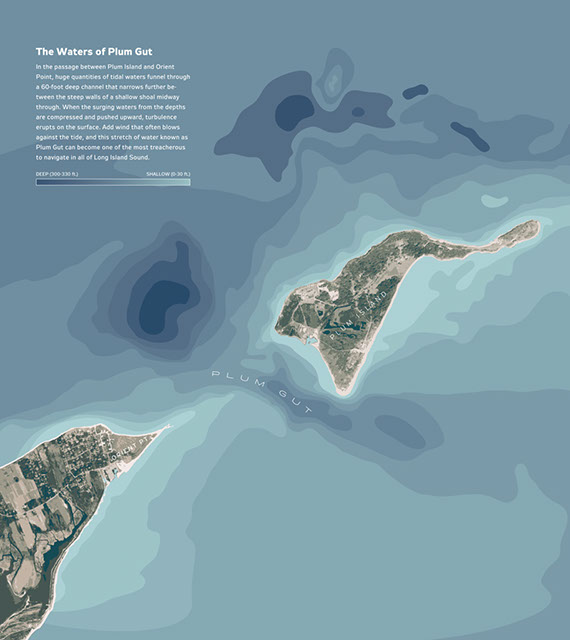 The Waters of Plum Gut
In the passage between Plum Island and Orient
Point, huge quantities of tidal waters funnel through
a 60-foot deep channel that narrows further be-
tween the steep walls of a shallow shoal midway
through. When the surging waters from the depths
are compressed and pushed upward, turbulence
erupts on the surface. Add wind that often blows
against the tide, and this stretch of water known as
Plum Gut can become one of the most treacherous
to navigate in all of Long Island Sound.
DEEP (300-330 ft.) SHALLOW (0-30 ft.)
PLUM ISLAND
PLUM GUT
ORIENT